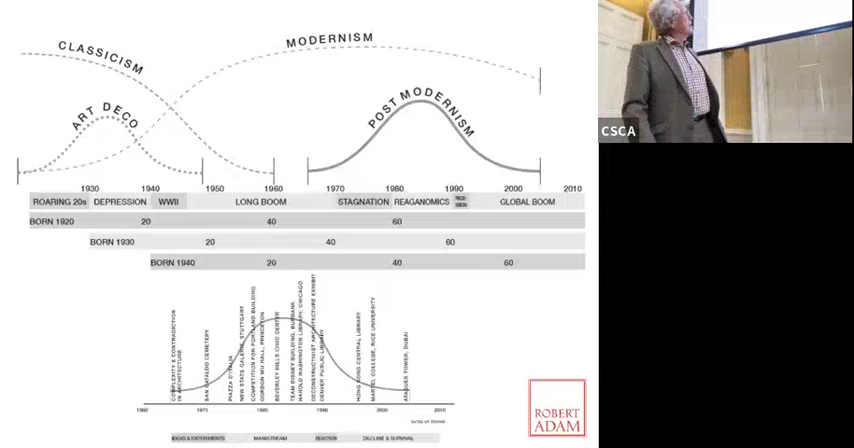 CLASSICISM
MODERNISM
ART DECO
POST MODERNISM
1930 1940 1950 1960 1970 1980 1990 2000 2010
ROARING 20s DEPRESSION WWII LONG BOOM STAGNATION REAGANOMICS GLOBAL BOOM
BORN 1920 20 40 60
BORN 1930 20 40 60
BORN 1940 20 40 60
COMPLEXITY & CONTRADICTION
IN ARCHITECTURE
SAN CATALDO CEMETERY
PIAZZA D'ITALIA
NEW STATS GALERIE, STUTTGART
COMPETITION FOR PORTLAND BUILDING
GORDON WU HALL, PRINCETON
BEVERLEY HILLS CIVIC CENTER
TEAM DISNEY BUILDING, BURBANK
HAROLD WASHINGTON LIBRARY, CHICAGO
DECONSTRUCTIVIST ARCHITECTURE EXHIBIT
DENVER PUBLIC LIBRARY
HONG KONG CENTRAL LIBRARY
MARTEL COLLEGE, RICE UNIVERSITY
TOWER, DUBAI
1960 1970 1980 1990 2000 2010
DATES OF DESIGN
IDEAS & EXPERIMENTS MAINSTREAM REACTION DECLINE & SURVIVAL
CSCA
ROBERT
ADAM